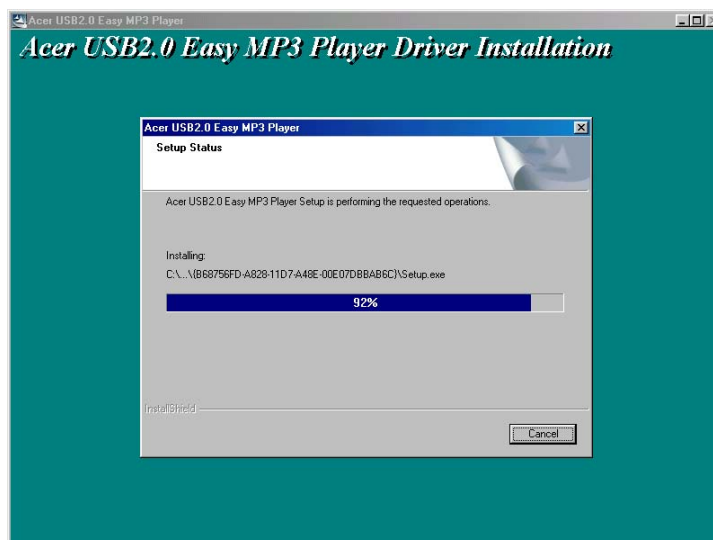 Acer USB2.0 Easy MP3 Player
Acer USB2.0 Easy MP3 Player Driver Installation
Acer USB2.0 Easy MP3 Player
Setup Status
Acer USB2.0 Easy MP3 Player Setup is performing the requested operations.
Installing:
C:\...\{B68756FD-A828-11D7-A48E-00E07DBBAB6C}\Setup.exe
92%
InstallShield
Cancel